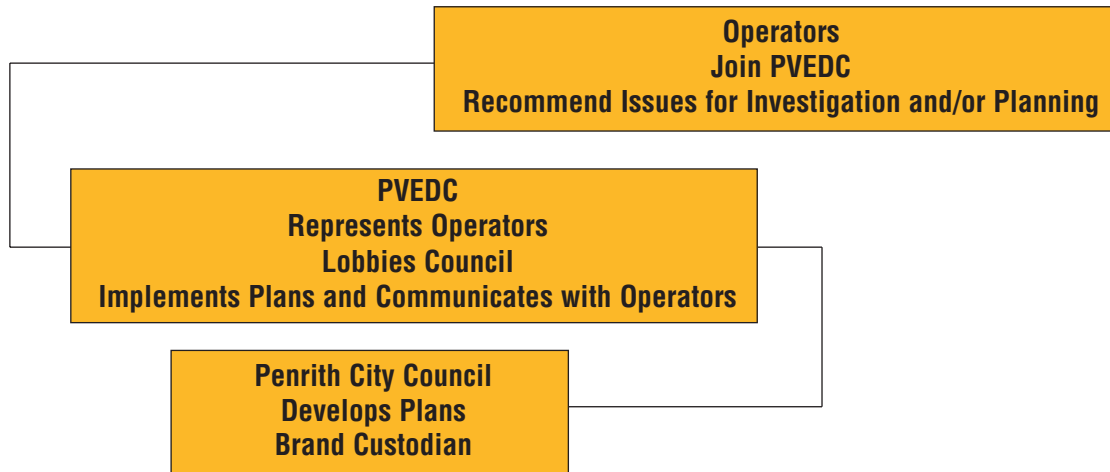 Operators
Join PVEDC
Recommend Issues for Investigation and/or Planning
PVEDC
Represents Operators
Lobbies Council
Implements Plans and Communicates with Operators
Penrith City Council
Develops Plans
Brand Custodian